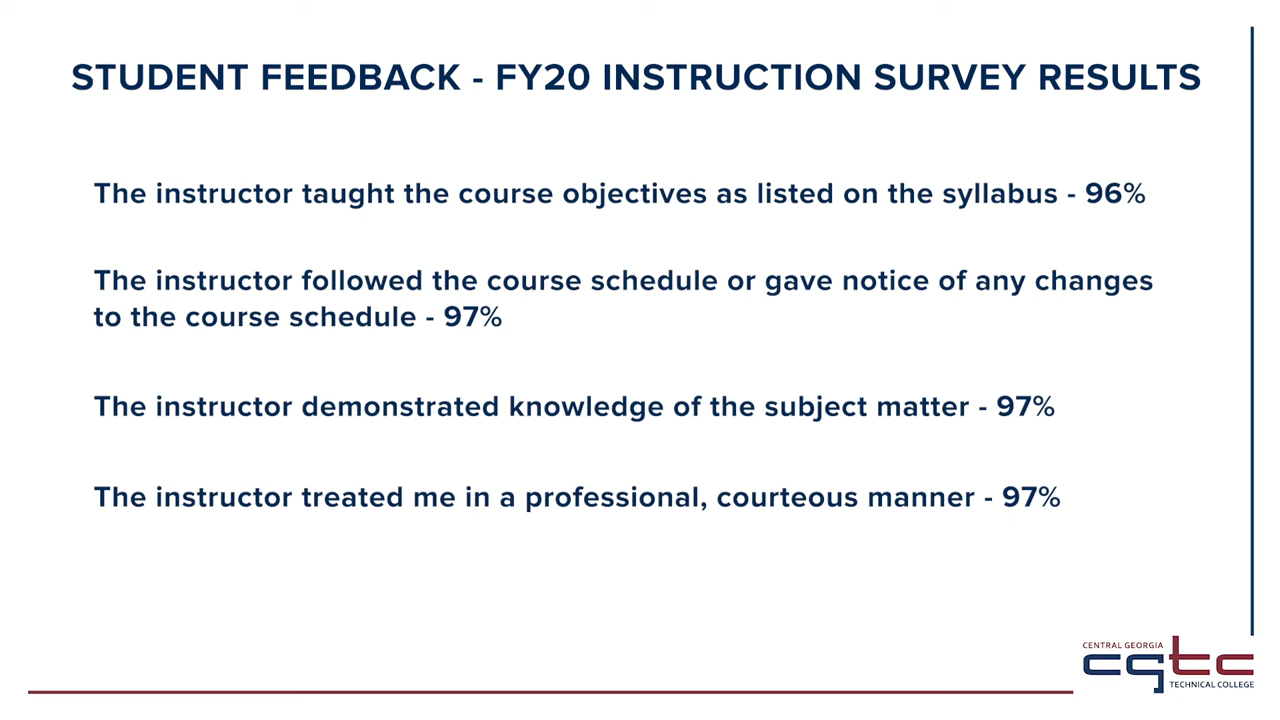 STUDENT FEEDBACK - FY20 INSTRUCTION SURVEY RESULTS
The instructor taught the course objectives as listed on the syllabus - 96%
The instructor followed the course schedule or gave notice of any changes
to the course schedule - 97%
The instructor demonstrated knowledge of the subject matter - 97%
The instructor treated me in a professional, courteous manner - 97%
CENTRAL GEORGIA
cgtc
TECHNICAL COLLEGE